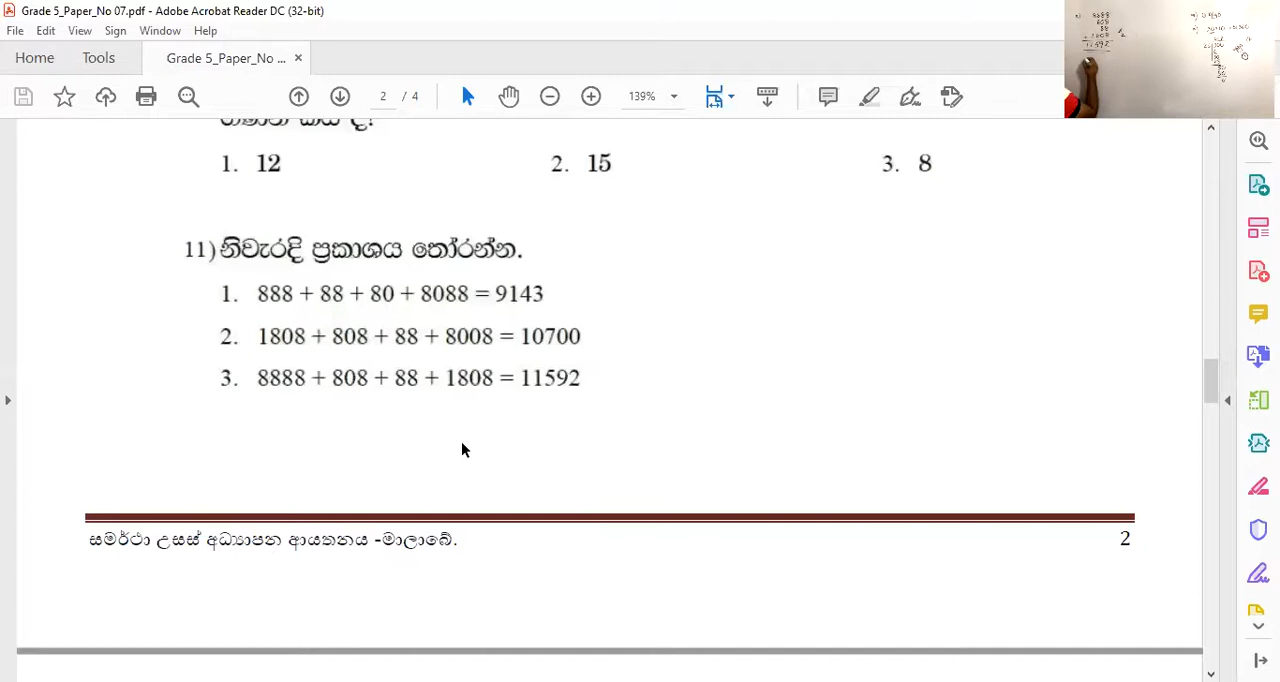 Grade 5_Paper_No 07.pdf - Adobe Acrobat Reader DC (32-bit)
File Edit View Sign Window Help
Home Tools Grade 5_Paper_No ... ×
2 / 4 139%
1. 12 2. 15 3. 8
11) නිවැරදි ප්‍රකාශය තෝරන්න.
1. 888 + 88 + 80 + 8088 = 9143
2. 1808 + 808 + 88 + 8008 = 10700
3. 8888 + 808 + 88 + 1808 = 11592
සමර්ථා උසස් අධ්‍යාපන ආයතනය -මාලාබේ. 2